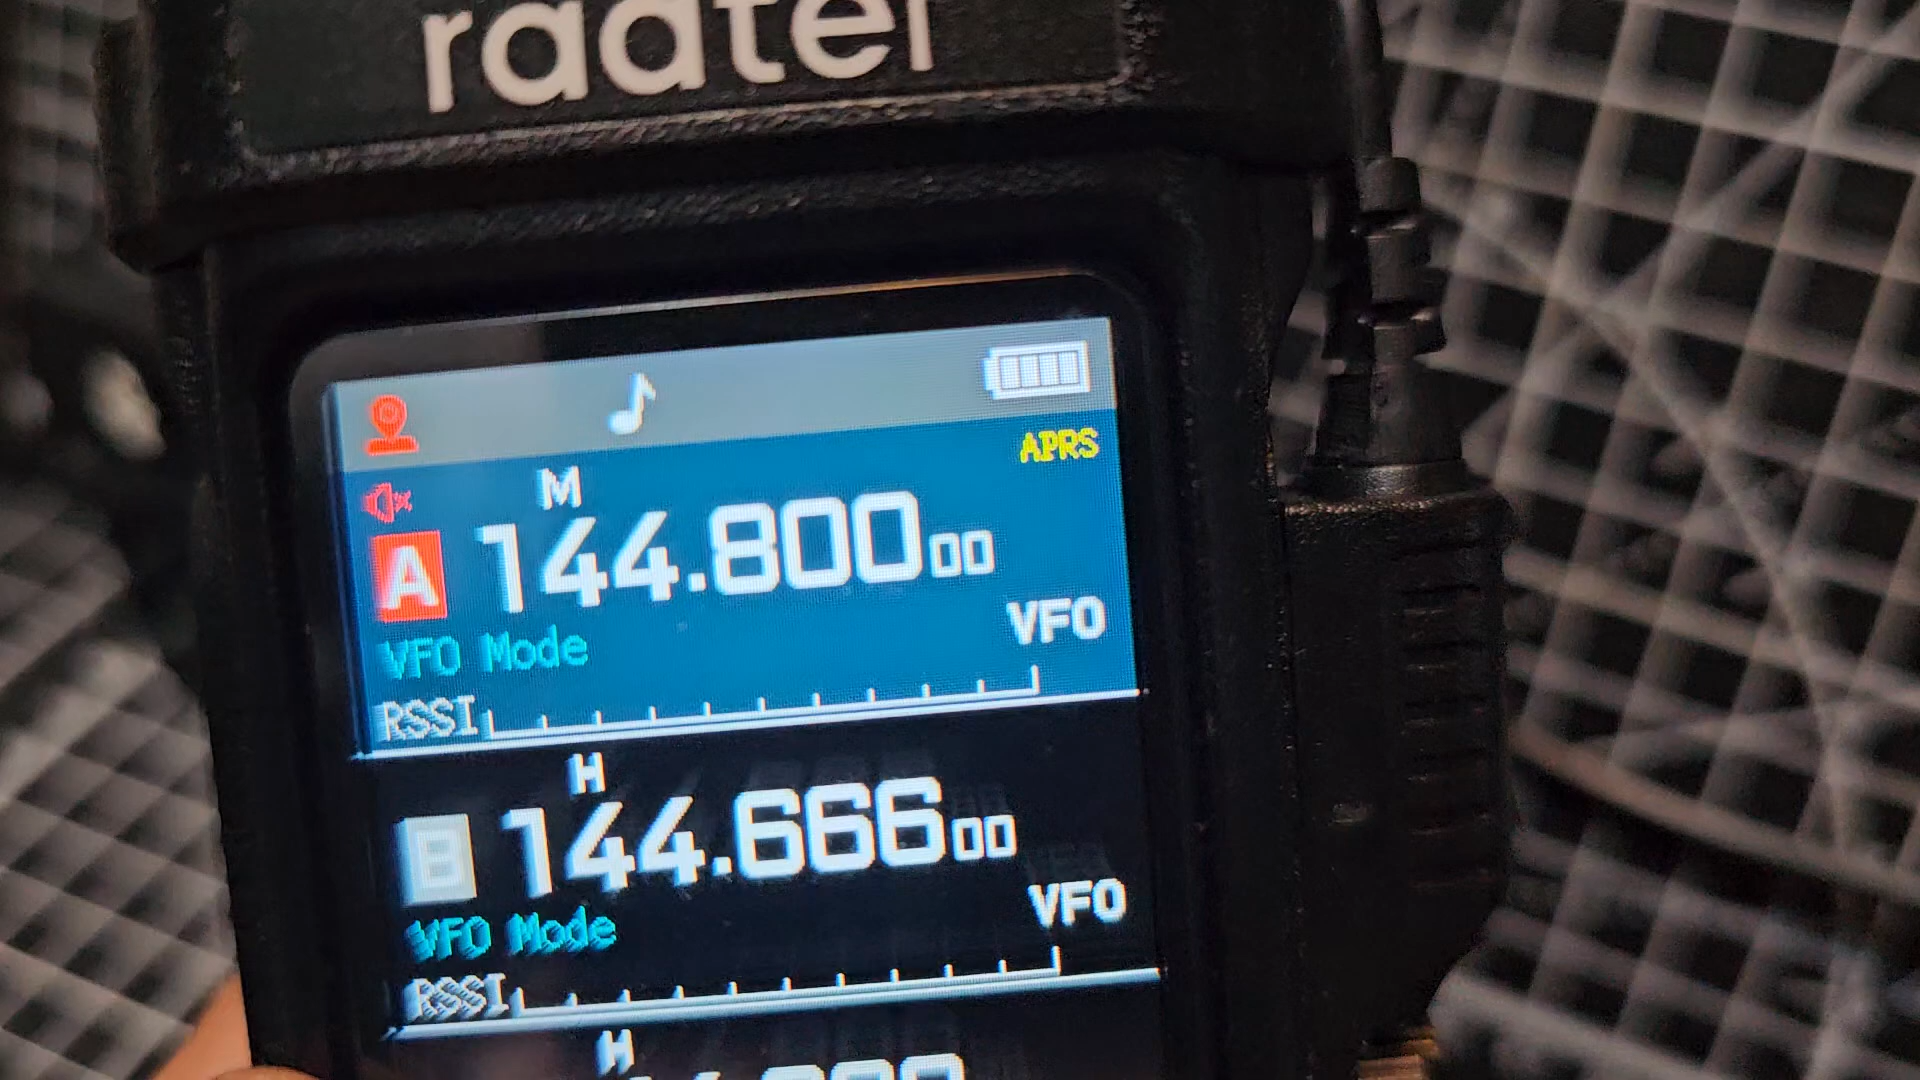 radtel
APRS
M
A 144.80000
VFO
VFO Mode
RSSI
H
B 144.66600
VFO
VFO Mode
RSSI
H